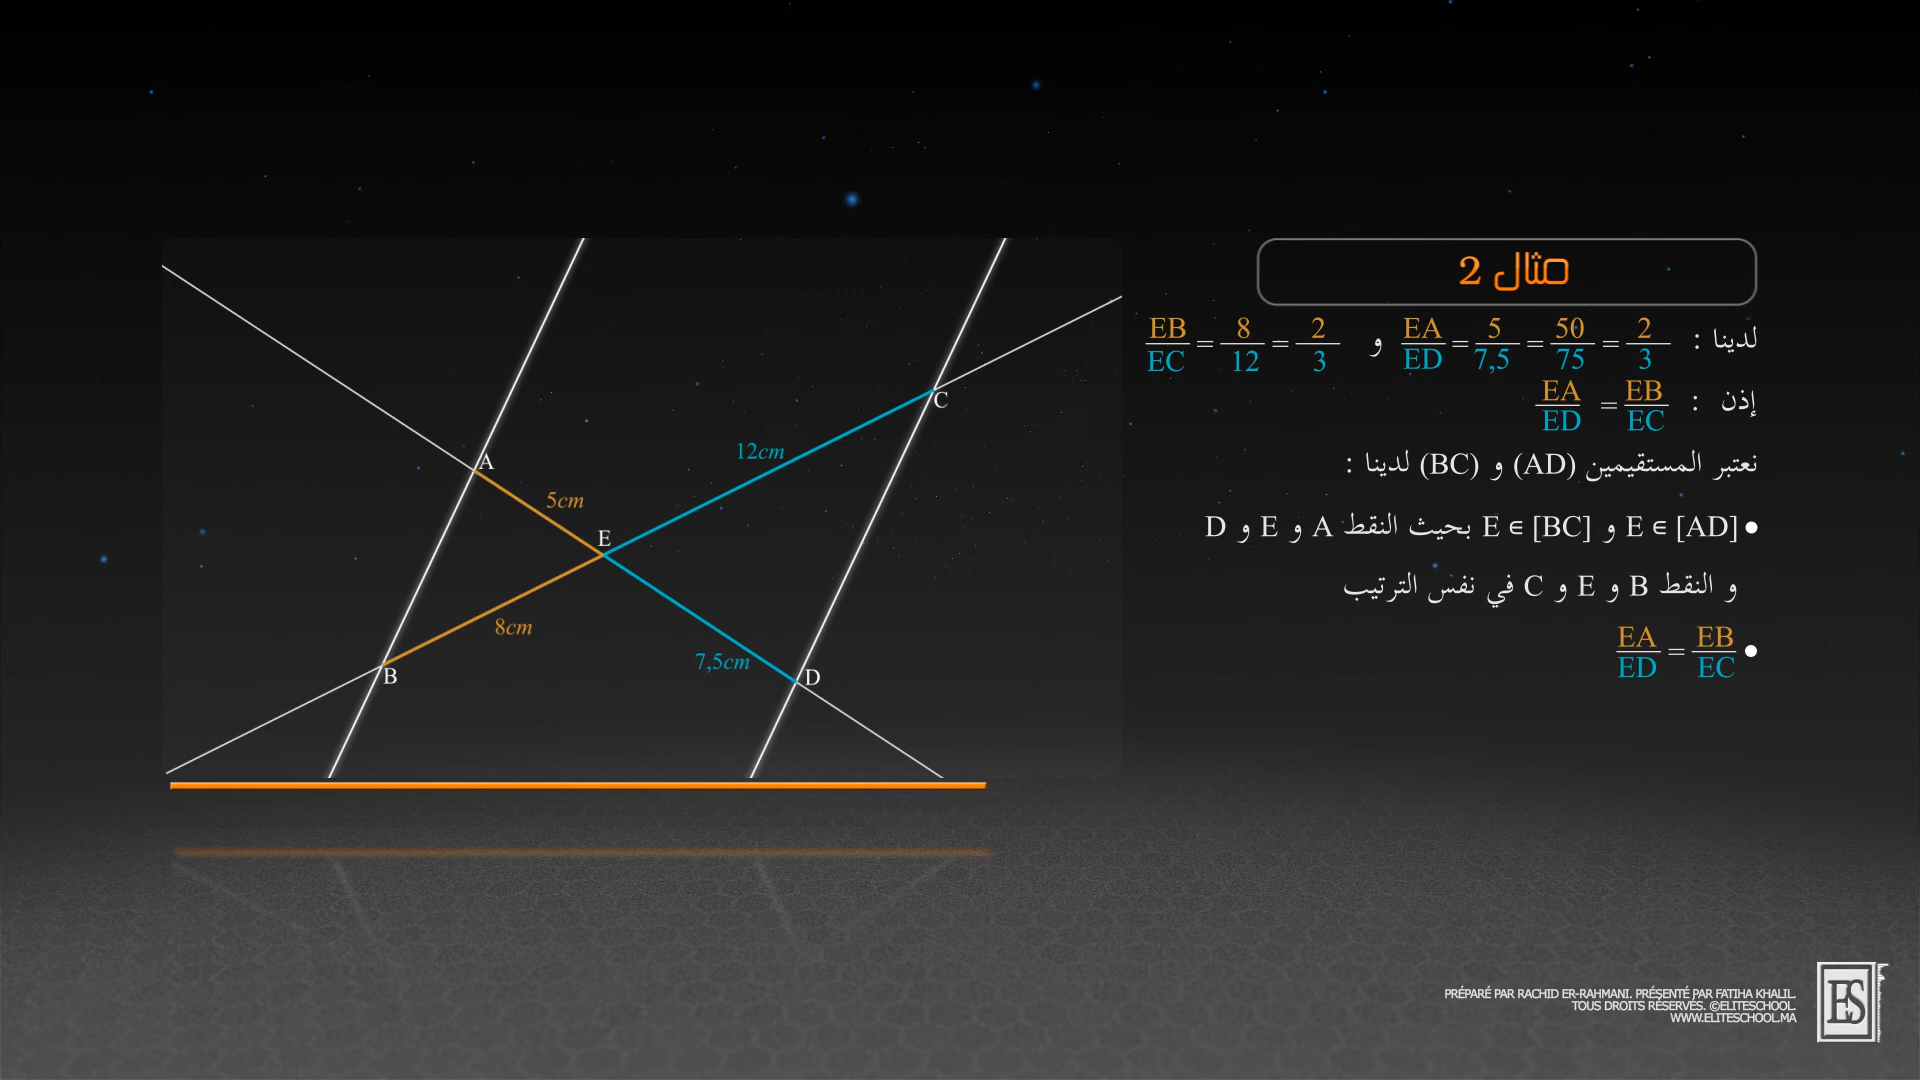 مثال 2
لدينا : EA/ED = 5/7,5 = 50/75 = 2/3 و EB/EC = 8/12 = 2/3
إذن : EA/ED = EB/EC
نعتبر المستقيمين (AD) و (BC) لدينا :
● E ∈ [AD] و E ∈ [BC] بحيث النقط A و E و D
و النقط B و E و C في نفس الترتيب
● EA/ED = EB/EC
C
12cm
A
5cm
E
8cm
7,5cm
B
D
PRÉPARÉ PAR RACHID ER-RAHMANI. PRÉSENTÉ PAR FATIHA KHALIL.
TOUS DROITS RÉSERVÉS. ©ELITESCHOOL.
WWW.ELITESCHOOL.MA
ES